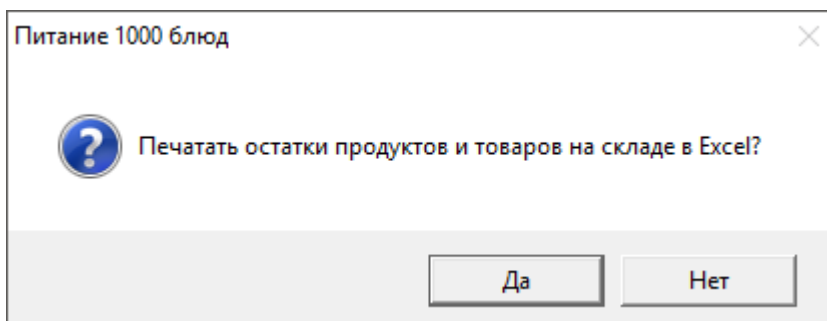 Питание 1000 блюд
Печатать остатки продуктов и товаров на складе в Excel?
Да
Нет